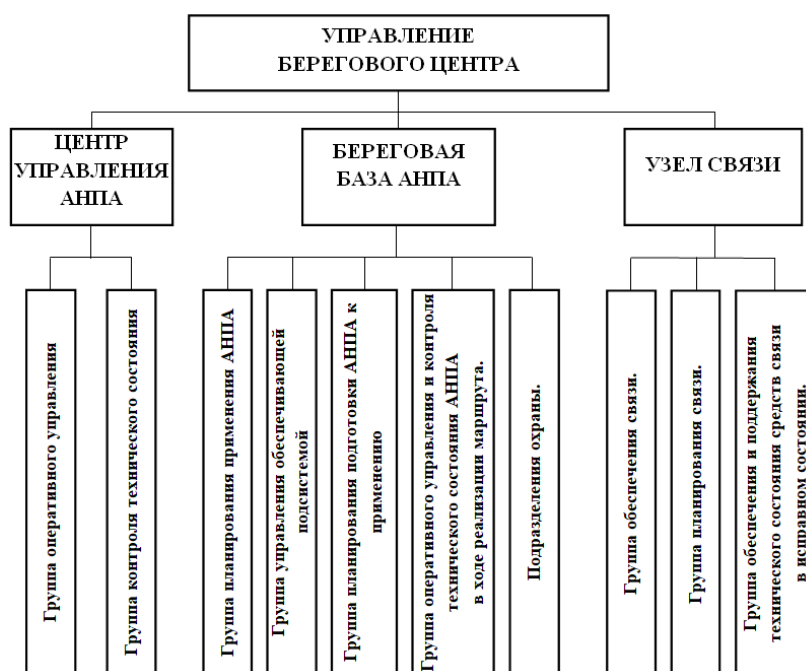 УПРАВЛЕНИЕ
БЕРЕГОВОГО ЦЕНТРА
ЦЕНТР
УПРАВЛЕНИЯ
АНПА
БЕРЕГОВАЯ
БАЗА АНПА
УЗЕЛ СВЯЗИ
Группа оперативного управления
Группа контроля технического состояния
Группа планирования применения АНПА
Группа управления обеспечивающей
подсистемой
Группа планирования подготовки АНПА к
применению
Группа оперативного управления и контроля
технического состояния АНПА
в ходе реализации маршрута.
Подразделения охраны.
Группа обеспечения связи.
Группа планирования связи.
Группа обеспечения и поддержания
технического состояния средств связи
в исправном состоянии.